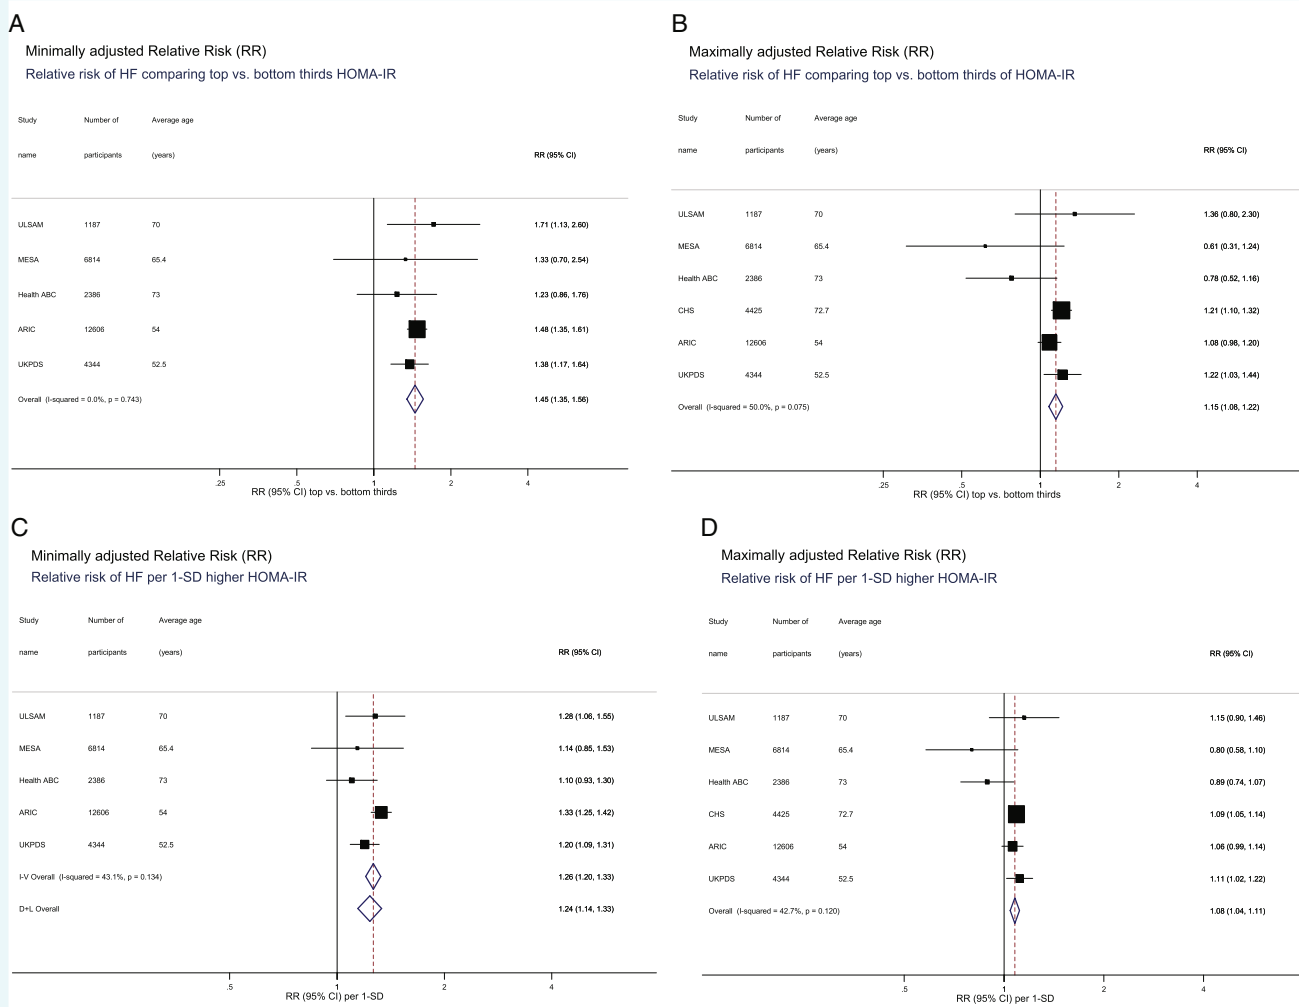 A
Minimally adjusted Relative Risk (RR)
Relative risk of HF comparing top vs. bottom thirds HOMA-IR
Study Number of Average age
name participants (years) RR (95% CI)
ULSAM 1187 70 1.71 (1.13, 2.60)
MESA 6814 65.4 1.33 (0.70, 2.54)
Health ABC 2386 73 1.23 (0.86, 1.76)
ARIC 12606 54 1.48 (1.35, 1.61)
UKPDS 4344 52.5 1.38 (1.17, 1.64)
Overall (I-squared = 0.0%, p = 0.743) 1.45 (1.35, 1.56)
.25 .5 1 2 4
RR (95% CI) top vs. bottom thirds
B
Maximally adjusted Relative Risk (RR)
Relative risk of HF comparing top vs. bottom thirds of HOMA-IR
Study Number of Average age
name participants (years) RR (95% CI)
ULSAM 1187 70 1.36 (0.80, 2.30)
MESA 6814 65.4 0.61 (0.31, 1.24)
Health ABC 2386 73 0.78 (0.52, 1.16)
CHS 4425 72.7 1.21 (1.10, 1.32)
ARIC 12606 54 1.08 (0.98, 1.20)
UKPDS 4344 52.5 1.22 (1.03, 1.44)
Overall (I-squared = 50.0%, p = 0.075) 1.15 (1.08, 1.22)
.25 .5 1 2 4
RR (95% CI) top vs. bottom thirds
C
Minimally adjusted Relative Risk (RR)
Relative risk of HF per 1-SD higher HOMA-IR
Study Number of Average age
name participants (years) RR (95% CI)
ULSAM 1187 70 1.28 (1.06, 1.55)
MESA 6814 65.4 1.14 (0.85, 1.53)
Health ABC 2386 73 1.10 (0.93, 1.30)
ARIC 12606 54 1.33 (1.25, 1.42)
UKPDS 4344 52.5 1.20 (1.09, 1.31)
I-V Overall (I-squared = 43.1%, p = 0.134) 1.26 (1.20, 1.33)
D+L Overall 1.24 (1.14, 1.33)
.5 1 2 4
RR (95% CI) per 1-SD
D
Maximally adjusted Relative Risk (RR)
Relative risk of HF per 1-SD higher HOMA-IR
Study Number of Average age
name participants (years) RR (95% CI)
ULSAM 1187 70 1.15 (0.90, 1.46)
MESA 6814 65.4 0.80 (0.58, 1.10)
Health ABC 2386 73 0.89 (0.74, 1.07)
CHS 4425 72.7 1.09 (1.05, 1.14)
ARIC 12606 54 1.06 (0.99, 1.14)
UKPDS 4344 52.5 1.11 (1.02, 1.22)
Overall (I-squared = 42.7%, p = 0.120) 1.08 (1.04, 1.11)
.5 1 2 4
RR (95% CI) per 1-SD